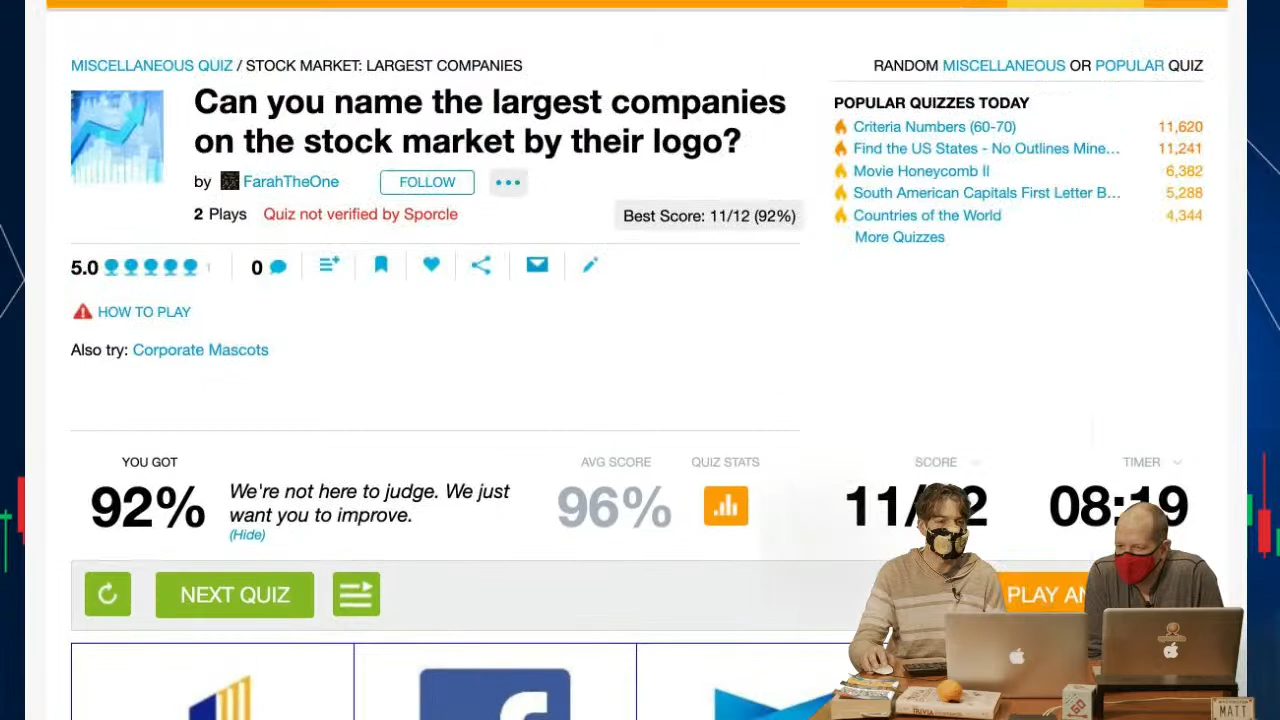 MISCELLANEOUS QUIZ / STOCK MARKET: LARGEST COMPANIES
RANDOM MISCELLANEOUS OR POPULAR QUIZ
Can you name the largest companies
on the stock market by their logo?
by FarahTheOne
FOLLOW
2 Plays
Quiz not verified by Sporcle
Best Score: 11/12 (92%)
POPULAR QUIZZES TODAY
Criteria Numbers (60-70) 11,620
Find the US States - No Outlines Mine... 11,241
Movie Honeycomb II 6,382
South American Capitals First Letter B... 5,288
Countries of the World 4,344
More Quizzes
5.0
0
HOW TO PLAY
Also try: Corporate Mascots
YOU GOT
92%
We're not here to judge. We just
want you to improve.
(Hide)
AVG SCORE
96%
QUIZ STATS
SCORE
11/
2
TIMER
08:19
NEXT QUIZ
PLAY AN
TRIVIA
MATT